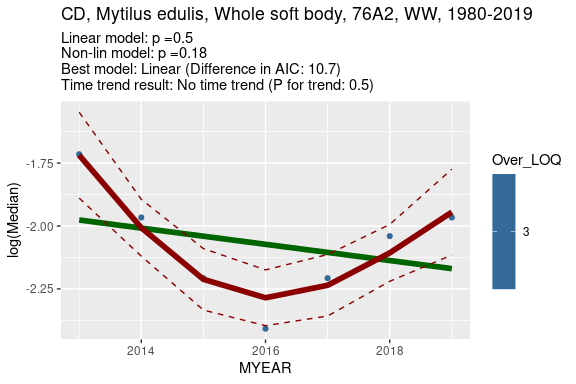 CD, Mytilus edulis, Whole soft body, 76A2, WW, 1980-2019
Linear model: p =0.5
Non-lin model: p =0.18
Best model: Linear (Difference in AIC: 10.7)
Time trend result: No time trend (P for trend: 0.5)
-1.75
-2.00
-2.25
log(Median)
2014
2016
2018
MYEAR
Over_LOQ
3